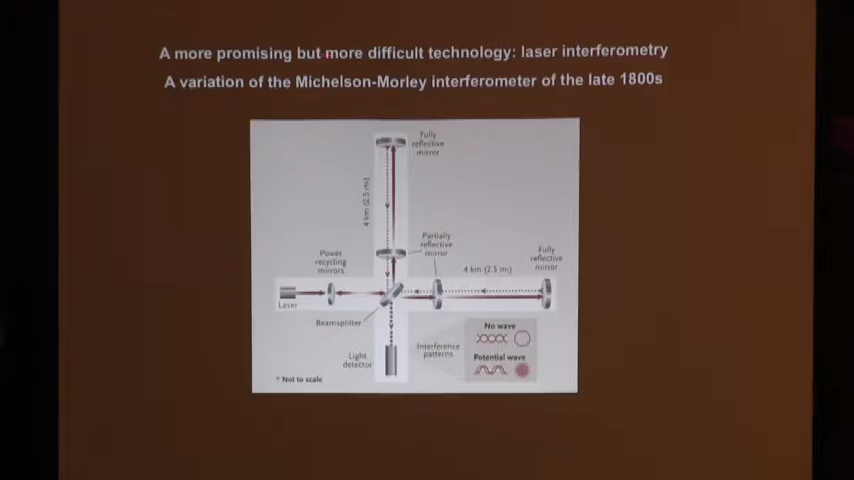 A more promising but more difficult technology: laser interferometry
A variation of the Michelson-Morley interferometer of the late 1800s
Fully
reflective
mirror
4 km (2.5 mi)
Partially
reflective
mirror
Power
recycling
mirrors
4 km (2.5 mi)
Fully
reflective
mirror
Laser
Beamsplitter
Light
detector
Interference
patterns
No wave
Potential wave
* Not to scale